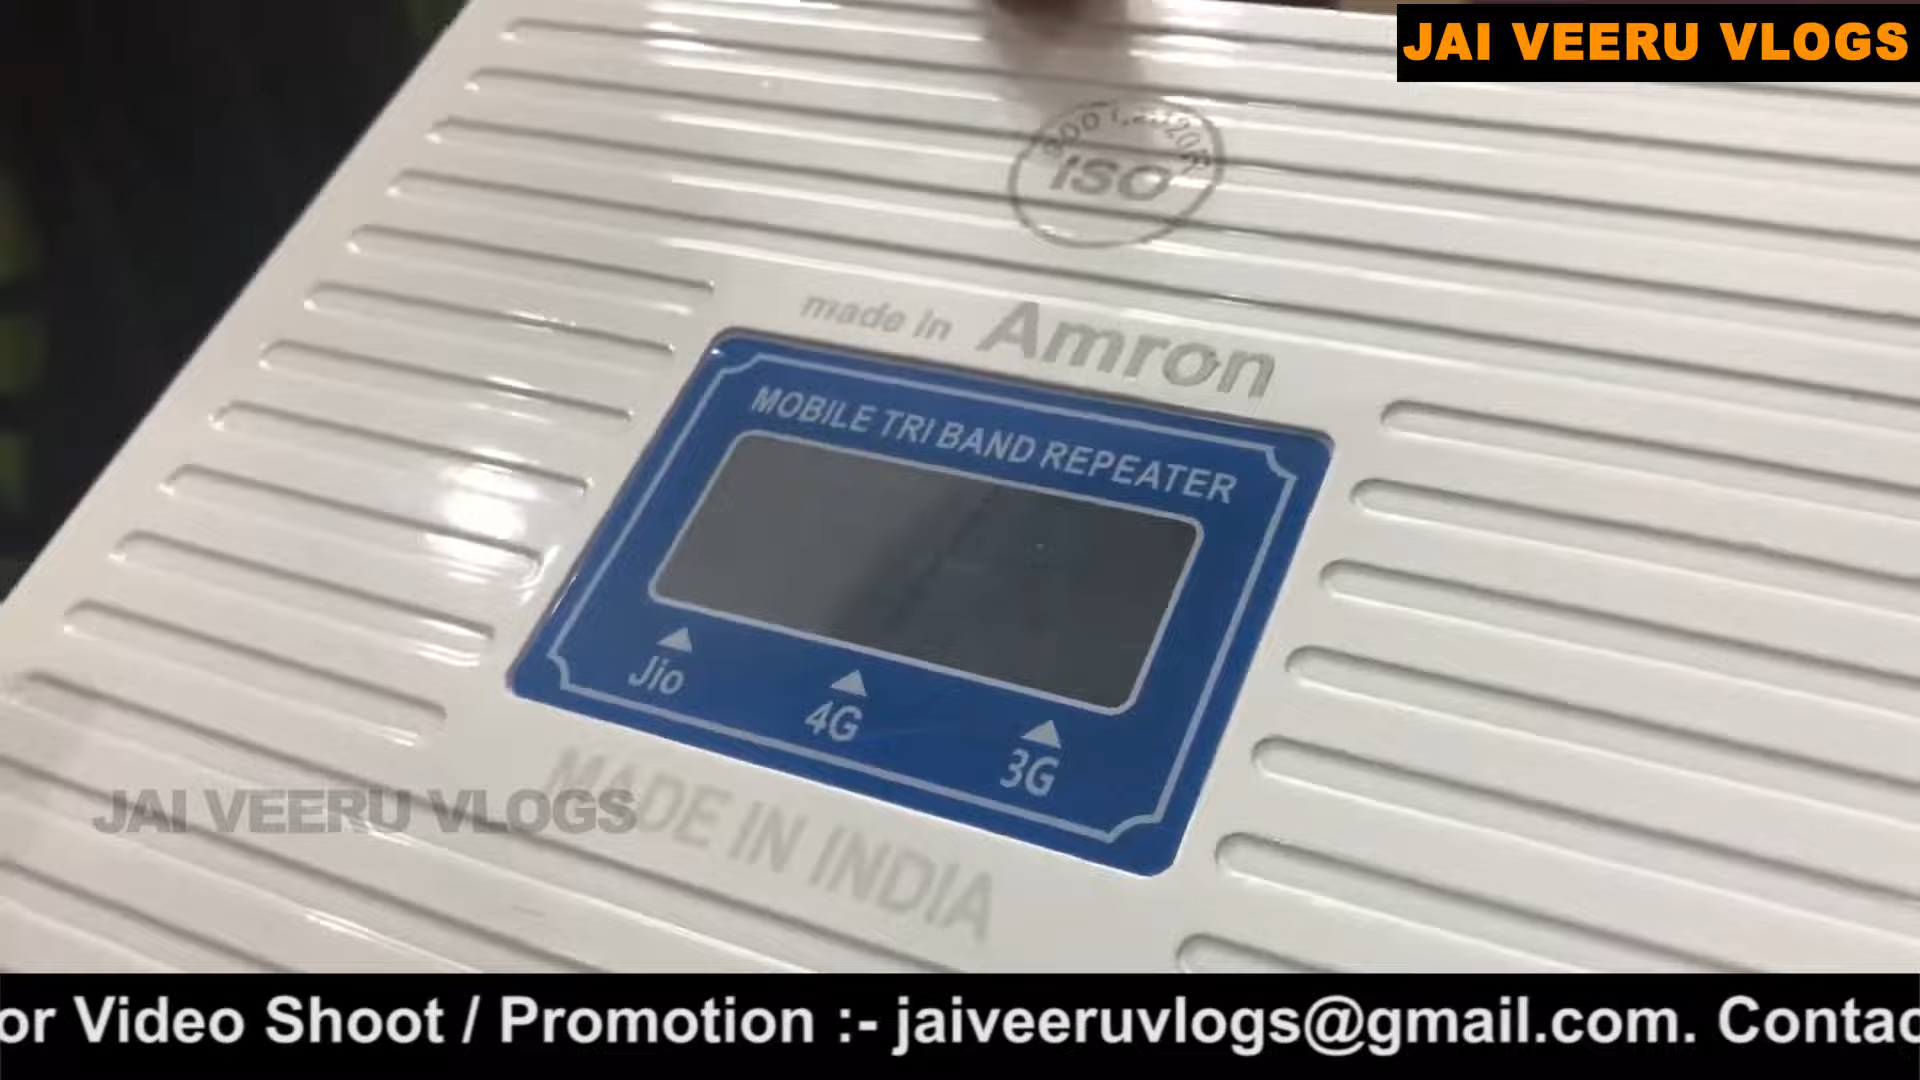 JAI VEERU VLOGS
ISO
made in Amron
MOBILE TRI BAND REPEATER
Jio
4G
3G
MADE IN INDIA
JAI VEERU VLOGS
or Video Shoot / Promotion :- jaiveeruvlogs@gmail.com. Contac